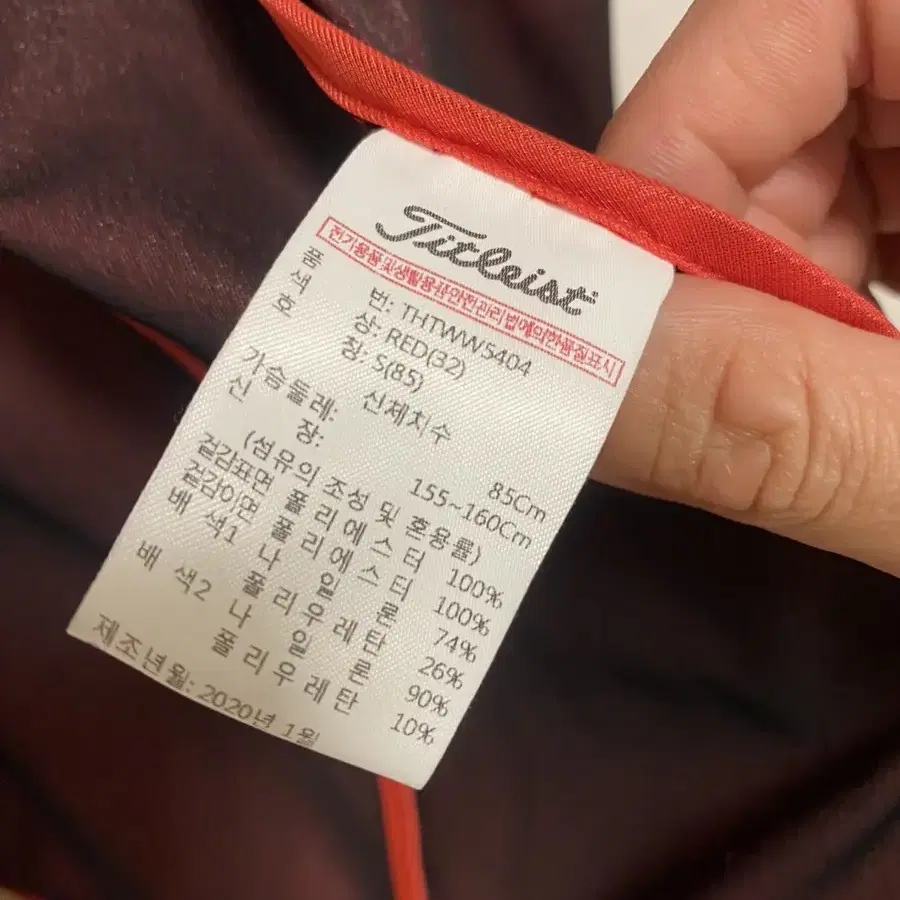 Titleist
전기용품및생활용품안전관리법에의한품질표시
품 번: THTWW5404
색 상: RED(32)
호 칭: S(85)
신체치수
가슴둘레: 85Cm
신 장: 155~160Cm
(섬유의 조성 및 혼용률)
겉감표면 폴리에스터 100%
겉감이면 폴리에스터 100%
배 색1 나 일 론 74%
폴 리 우 레 탄 26%
배 색2 나 일 론 90%
폴 리 우 레 탄 10%
제조년월: 2020년 1월